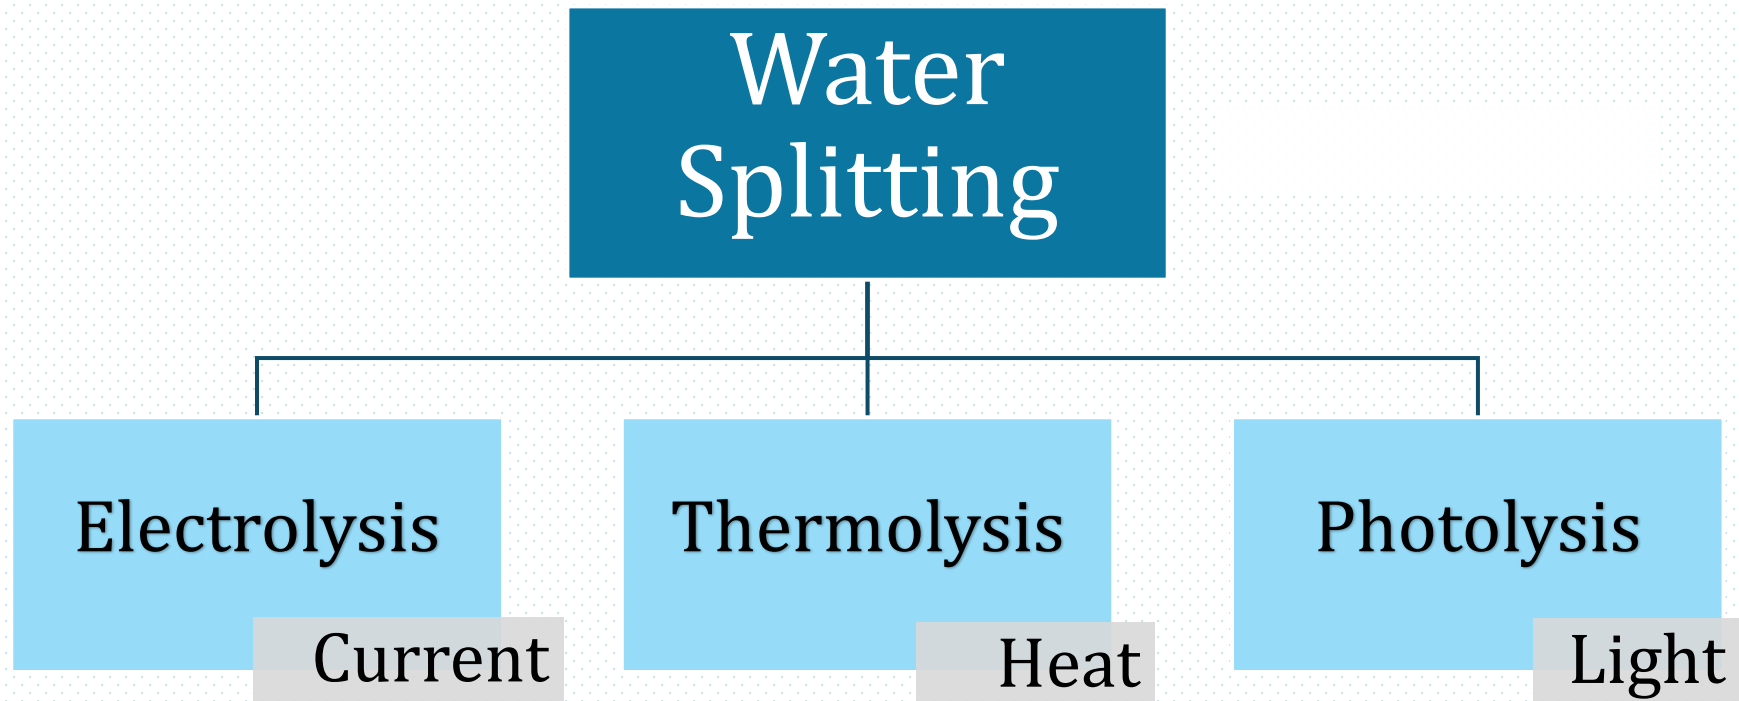 Water
Splitting
Electrolysis
Current
Thermolysis
Heat
Photolysis
Light